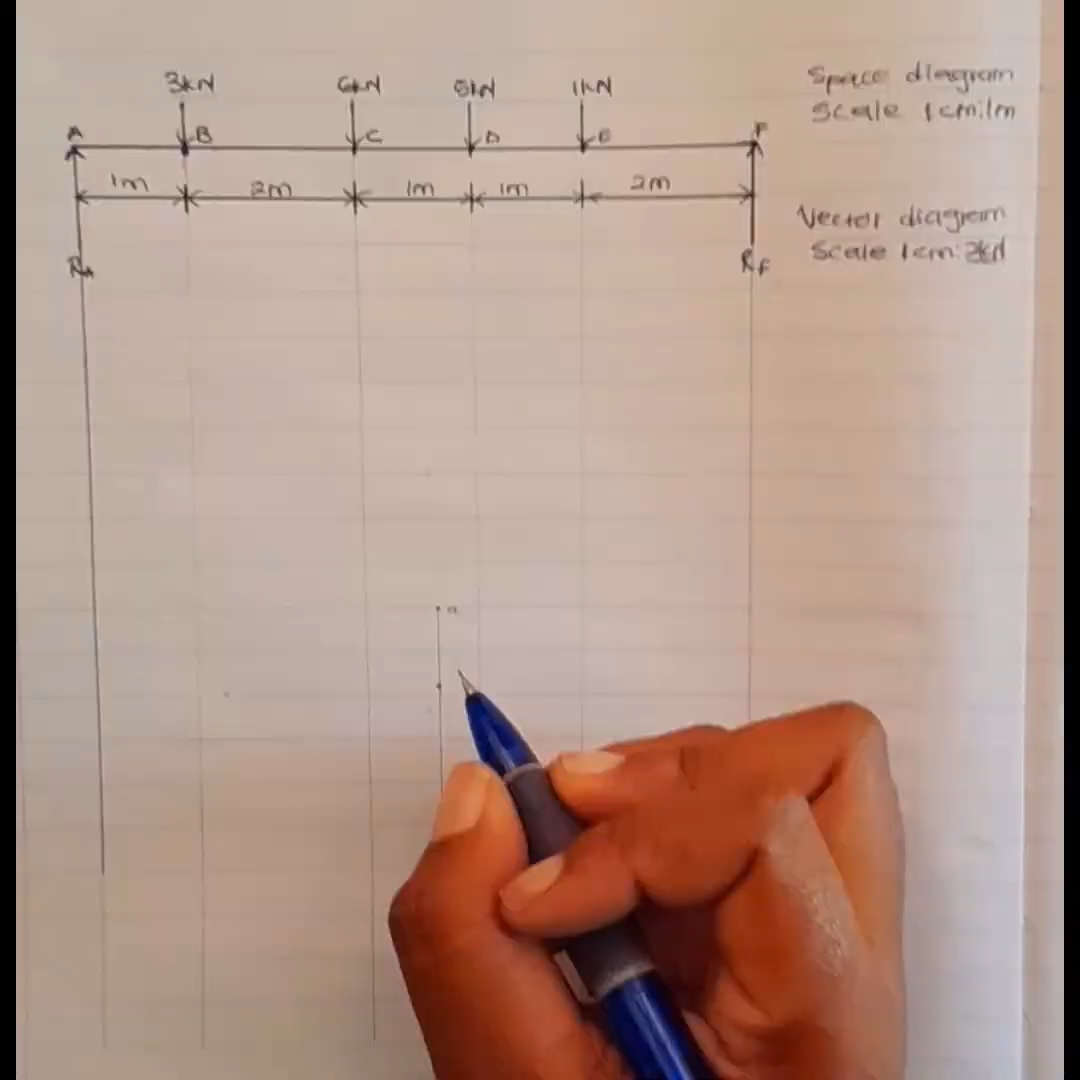 3kN 6kN 5kN 1kN
A B C D E F
1m 2m 1m 1m 2m
RA RF
Space diagram
Scale 1cm:1m
Vector diagram
Scale 1cm:2kN
a